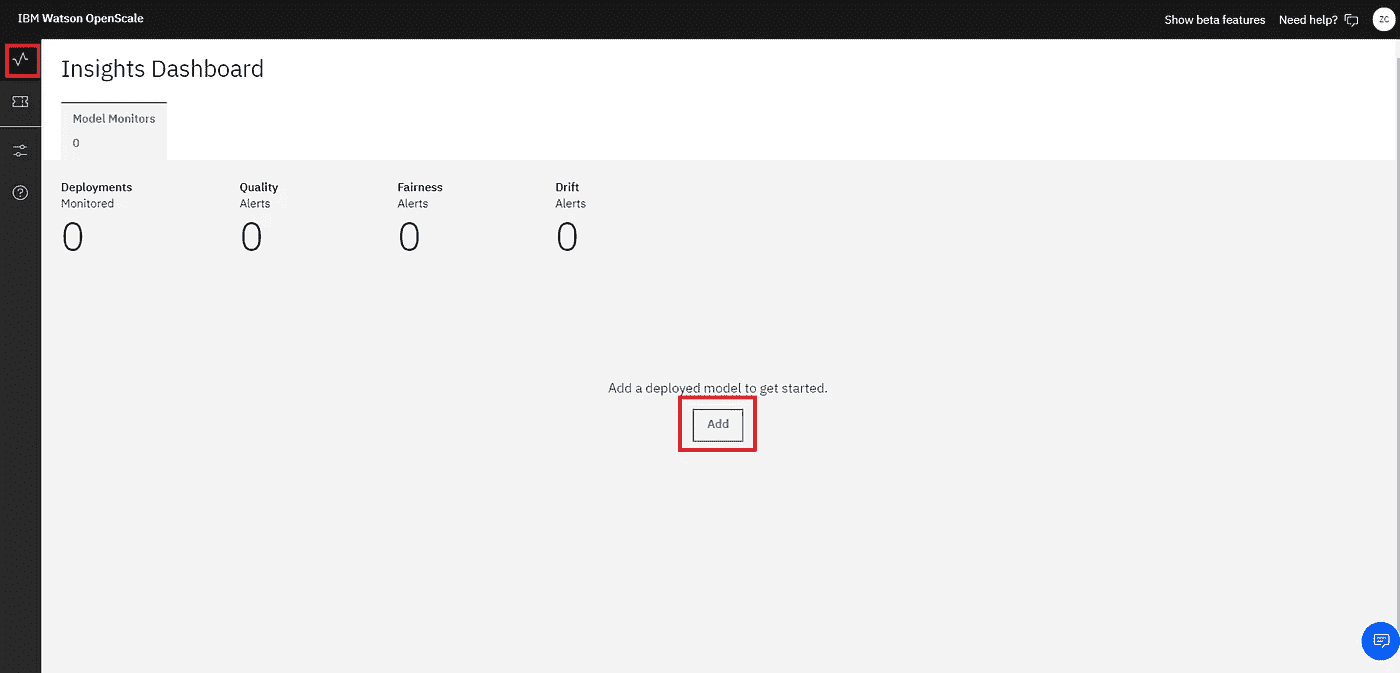 IBM Watson OpenScale
Show beta features
Need help?
ZC
Insights Dashboard
Model Monitors
0
Deployments
Monitored
0
Quality
Alerts
0
Fairness
Alerts
0
Drift
Alerts
0
Add a deployed model to get started.
Add